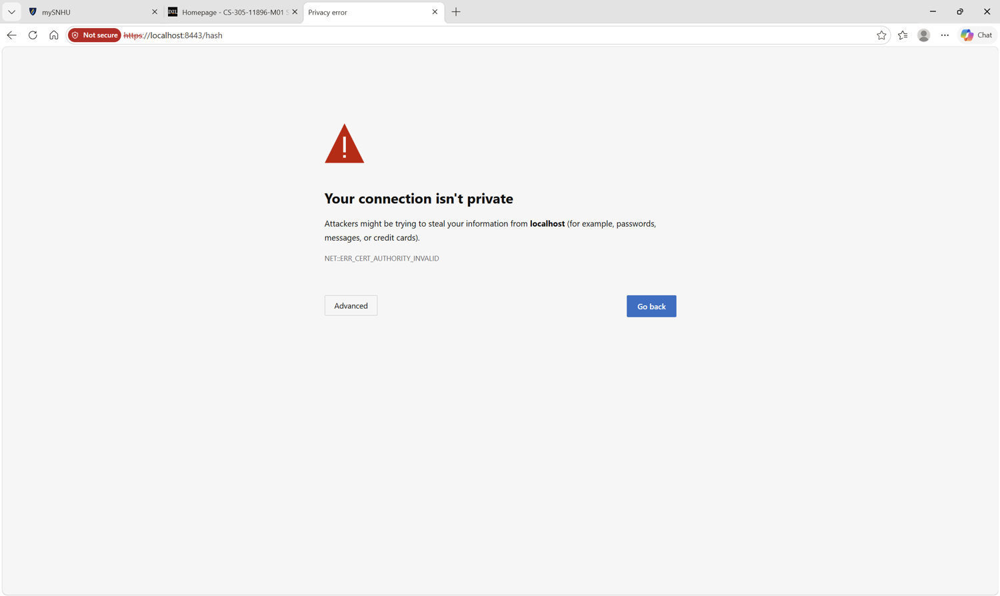 mySNHU
Homepage - CS-305-11896-M01 S
Privacy error
Not secure
https://localhost:8443/hash
Chat
!
Your connection isn't private
Attackers might be trying to steal your information from localhost (for example, passwords,
messages, or credit cards).
NET::ERR_CERT_AUTHORITY_INVALID
Advanced
Go back